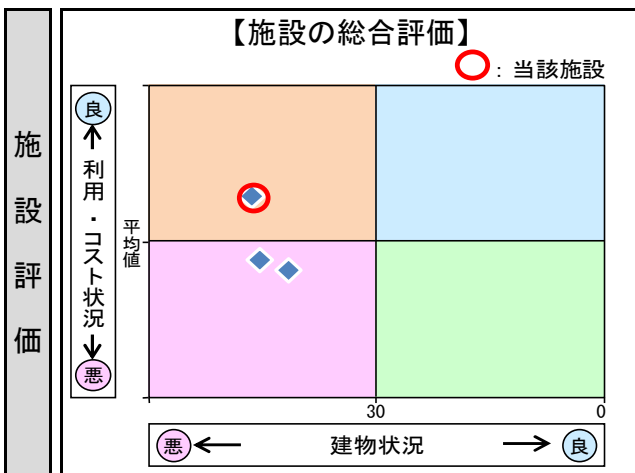 施設評価
【施設の総合評価】
：当該施設
良
利用・コスト状況
悪
平均値
30
0
悪
建物状況
良